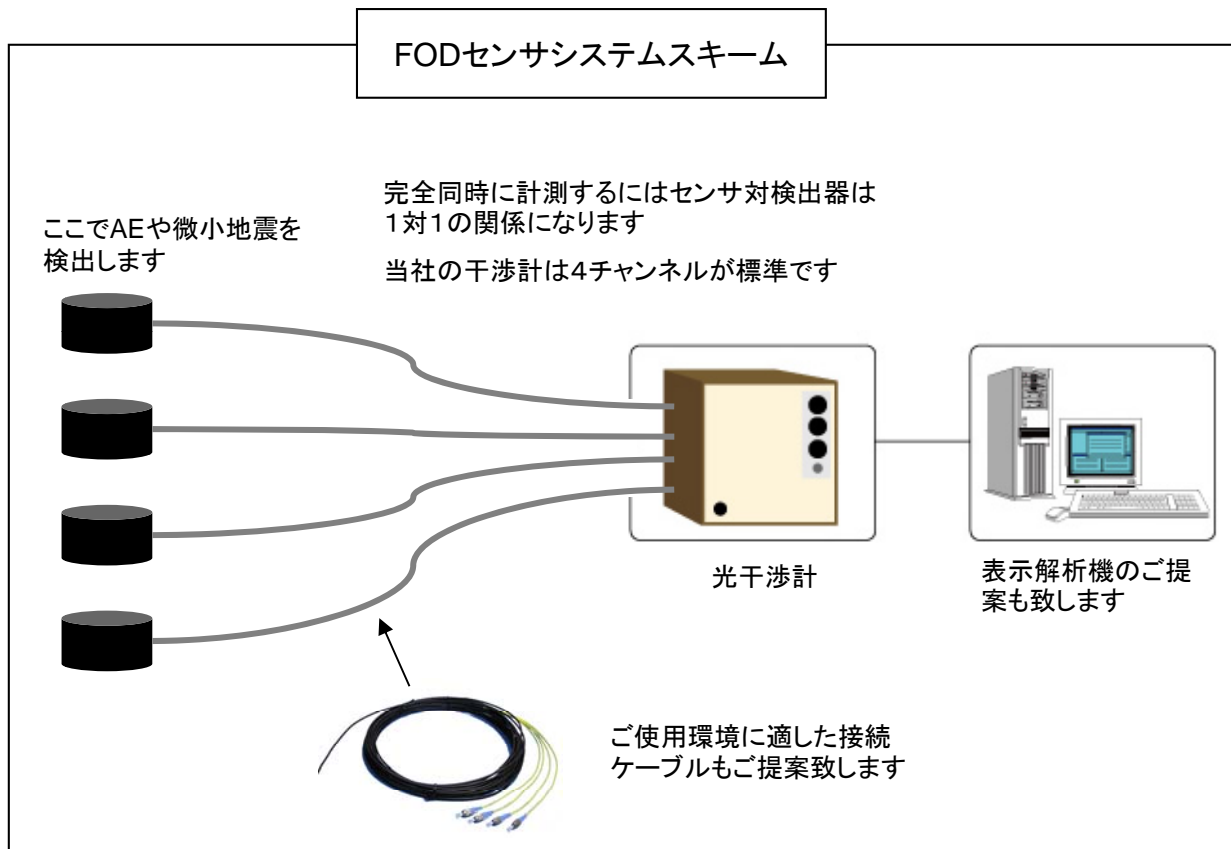 FODセンサシステムスキーム
完全同時に計測するにはセンサ対検出器は
１対１の関係になります
当社の干渉計は４チャンネルが標準です
ここでAEや微小地震を
検出します
光干渉計
表示解析機のご提
案も致します
ご使用環境に適した接続
ケーブルもご提案致します